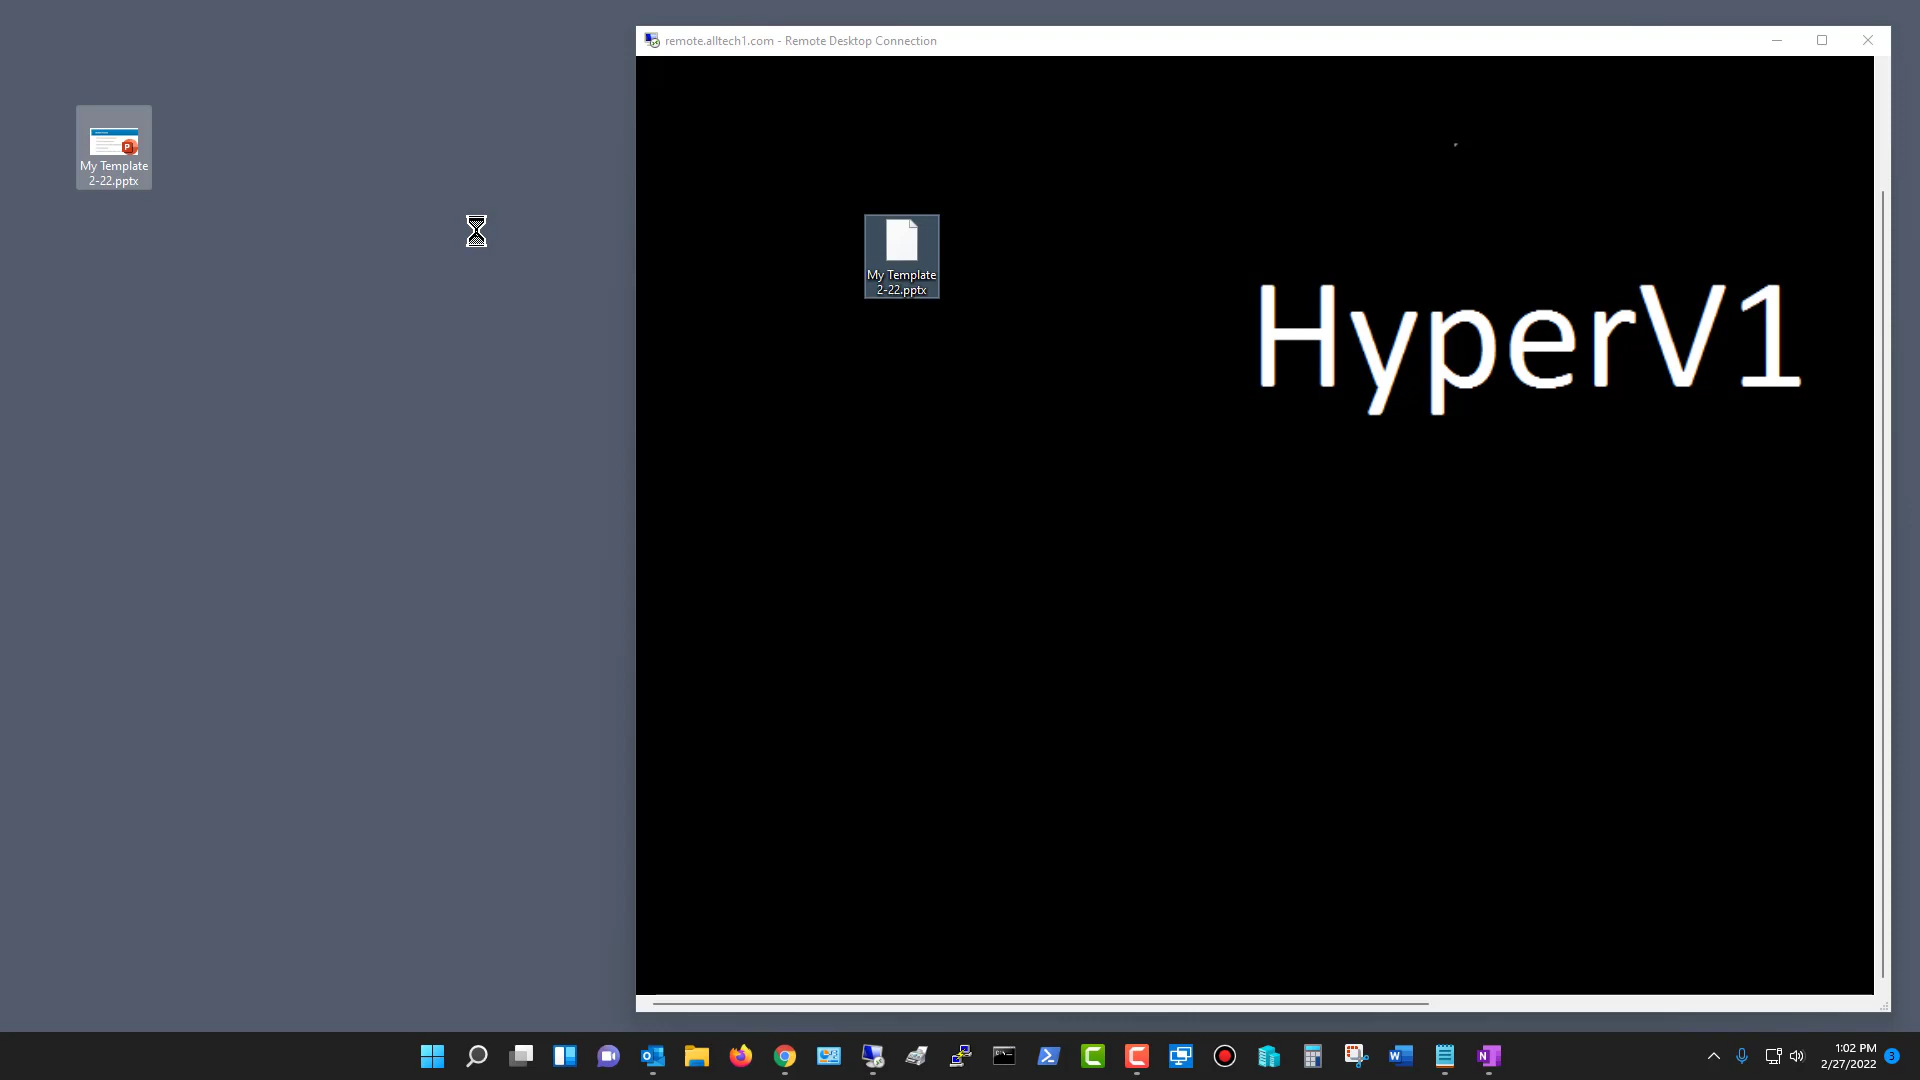 remote.alltech1.com - Remote Desktop Connection
My Template
2-22.pptx
My Template
2-22.pptx
HyperV1
1:02 PM
2/27/2022
3